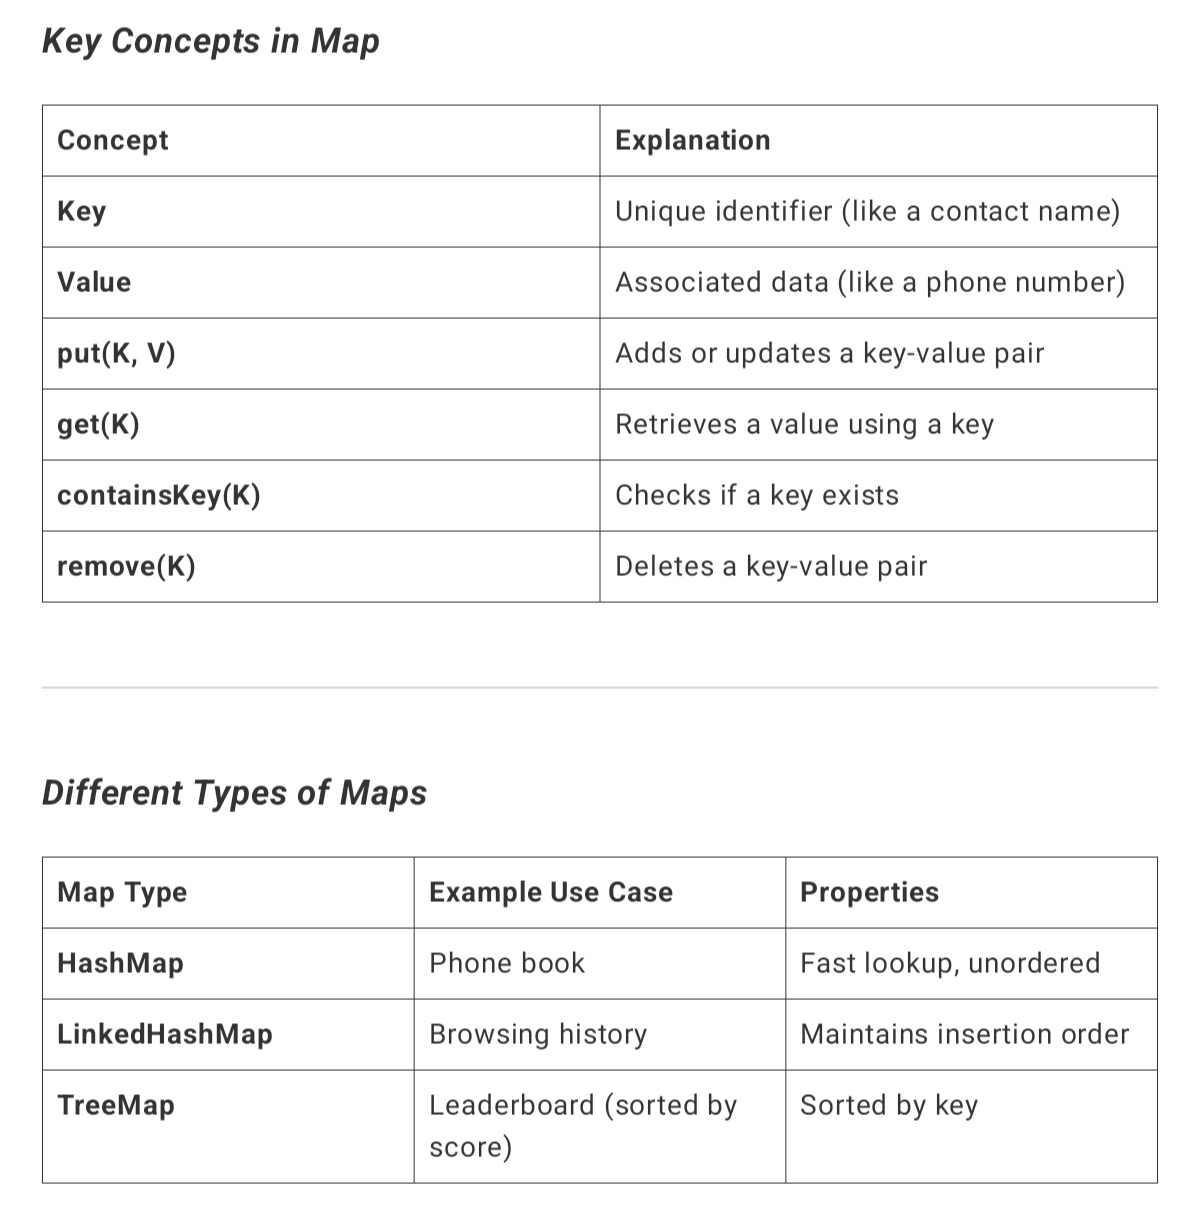 Key Concepts in Map
Concept Explanation
Key Unique identifier (like a contact name)
Value Associated data (like a phone number)
put(K, V) Adds or updates a key-value pair
get(K) Retrieves a value using a key
containsKey(K) Checks if a key exists
remove(K) Deletes a key-value pair
Different Types of Maps
Map Type Example Use Case Properties
HashMap Phone book Fast lookup, unordered
LinkedHashMap Browsing history Maintains insertion order
TreeMap Leaderboard (sorted by Sorted by key
score)